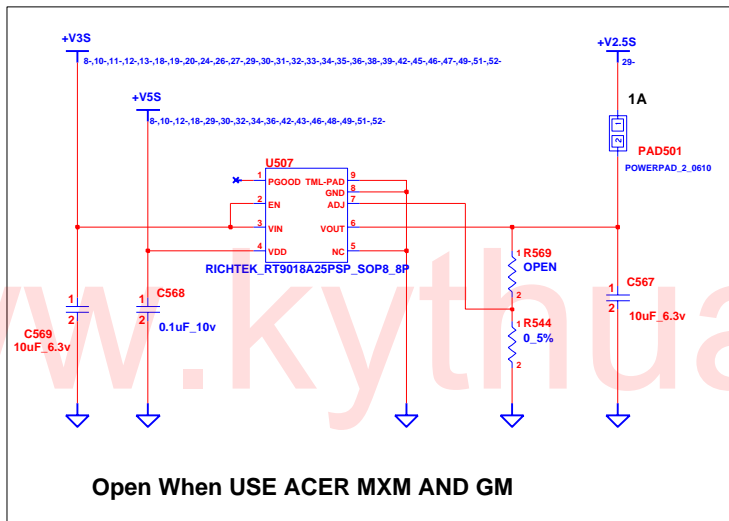 +V3S
8-,10-,11-,12-,13-,18-,19-,20-,24-,26-,27-,29-,30-,31-,32-,33-,34-,35-,36-,38-,39-,42-,45-,46-,47-,49-,51-,52-
+V5S
8-,10-,12-,18-,29-,30-,32-,34-,36-,42-,43-,46-,48-,49-,51-,52-
+V2.5S
29-
1A
1
2
PAD501
POWERPAD_2_0610
U507
1 PGOOD TML-PAD 9
GND 8
2 EN ADJ 7
3 VIN VOUT 6
4 VDD NC 5
RICHTEK_RT9018A25PSP_SOP8_8P
1 R569
OPEN
2
1 R544
0_5%
2
C567
1
2
10uF_6.3v
C568
1
2
0.1uF_10v
1
2
C569
10uF_6.3v
www.kythua
Open When USE ACER MXM AND GM